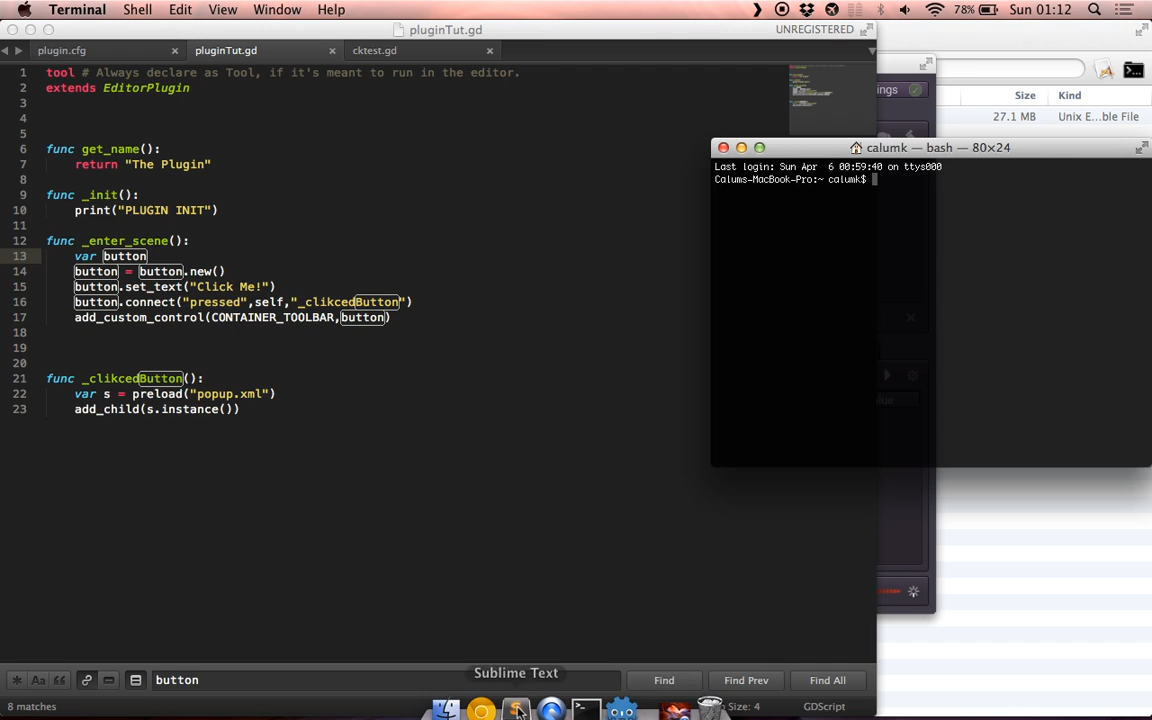 Terminal Shell Edit View Window Help 78% Sun 01:12
pluginTut.gd UNREGISTERED
plugin.cfg × pluginTut.gd × cktest.gd ×
1 tool # Always declare as Tool, if it's meant to run in the editor.
2 extends EditorPlugin
3
4
5
6 func get_name():
7 return "The Plugin"
8
9 func _init():
10 print("PLUGIN INIT")
11
12 func _enter_scene():
13 var button
14 button = button.new()
15 button.set_text("Click Me!")
16 button.connect("pressed",self,"_clikcedButton")
17 add_custom_control(CONTAINER_TOOLBAR,button)
18
19
20
21 func _clikcedButton():
22 var s = preload("popup.xml")
23 add_child(s.instance())
ings
Size Kind
27.1 MB Unix E...ble File
calumk — bash — 80×24
Last login: Sun Apr 6 00:59:40 on ttys000
Calums-MacBook-Pro:~ calumk$
alue
Sublime Text
Aa button Find Find Prev Find All
8 matches Size: 4 GDScript